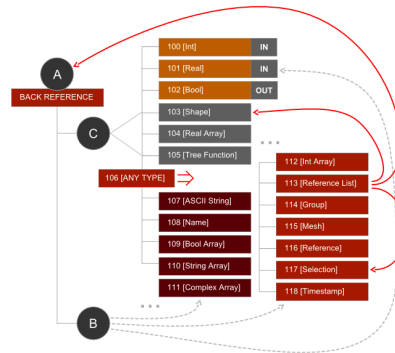 A
BACK REFERENCE
C
100 [Int] IN
101 [Real] IN
102 [Bool] OUT
103 [Shape]
104 [Real Array]
105 [Tree Function]
106 [ANY TYPE]
107 [ASCII String]
108 [Name]
109 [Bool Array]
110 [String Array]
111 [Complex Array]
• • •
• • •
112 [Int Array]
113 [Reference List]
114 [Group]
115 [Mesh]
116 [Reference]
117 [Selection]
118 [Timestamp]
B